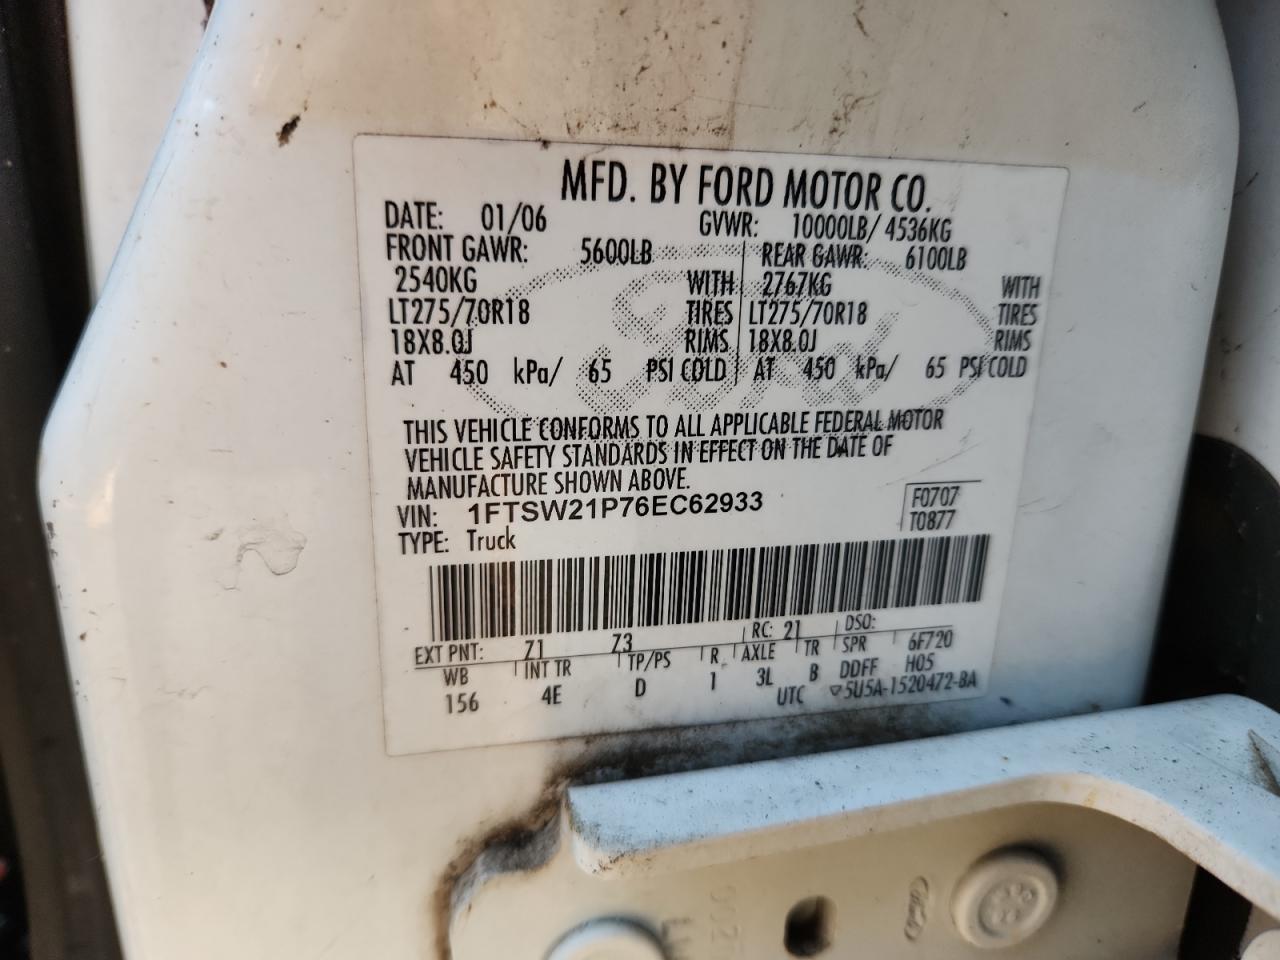 MFD. BY FORD MOTOR CO.
DATE: 01/06 GVWR: 10000LB/ 4536KG
FRONT GAWR: 5600LB REAR GAWR: 6100LB
2540KG WITH 2767KG WITH
LT275/70R18 TIRES LT275/70R18 TIRES
18X8.0J RIMS 18X8.0J RIMS
AT 450 kPa/ 65 PSI COLD AT 450 kPa/ 65 PSI COLD
THIS VEHICLE CONFORMS TO ALL APPLICABLE FEDERAL MOTOR
VEHICLE SAFETY STANDARDS IN EFFECT ON THE DATE OF
MANUFACTURE SHOWN ABOVE.
VIN: 1FTSW21P76EC62933 F0707
TYPE: Truck T0877
EXT PNT: Z1 Z3 RC: 21 DSO:
WB INT TR TP/PS R AXLE TR SPR 6F720
156 4E D 1 3L B DDFF H05
UTC ▽5U5A-1520472-BA